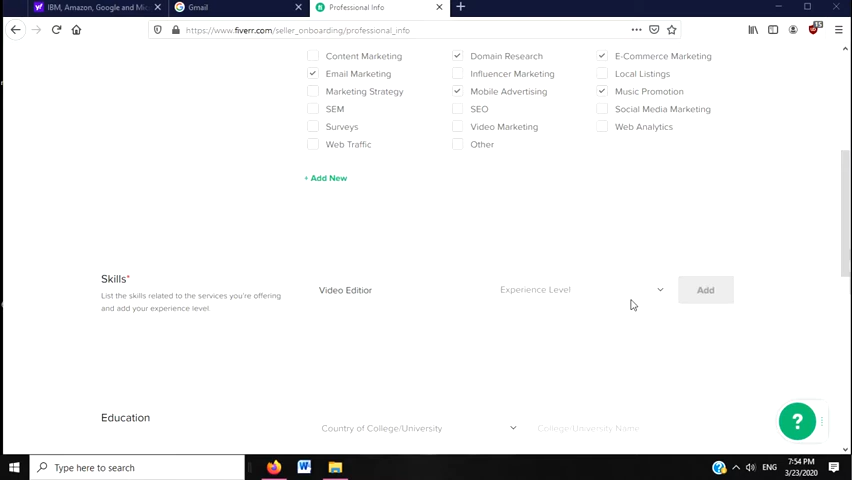 IBM, Amazon, Google and Mic
Gmail
Professional Info
https://www.fiverr.com/seller_onboarding/professional_info
15
Content Marketing Domain Research E-Commerce Marketing
Email Marketing Influencer Marketing Local Listings
Marketing Strategy Mobile Advertising Music Promotion
SEM SEO Social Media Marketing
Surveys Video Marketing Web Analytics
Web Traffic Other
+ Add New
Skills*
List the skills related to the services you're offering
and add your experience level.
Video Editior
Experience Level
Add
Education
Country of College/University
College/University Name
?
Type here to search
ENG
7:54 PM
3/23/2020